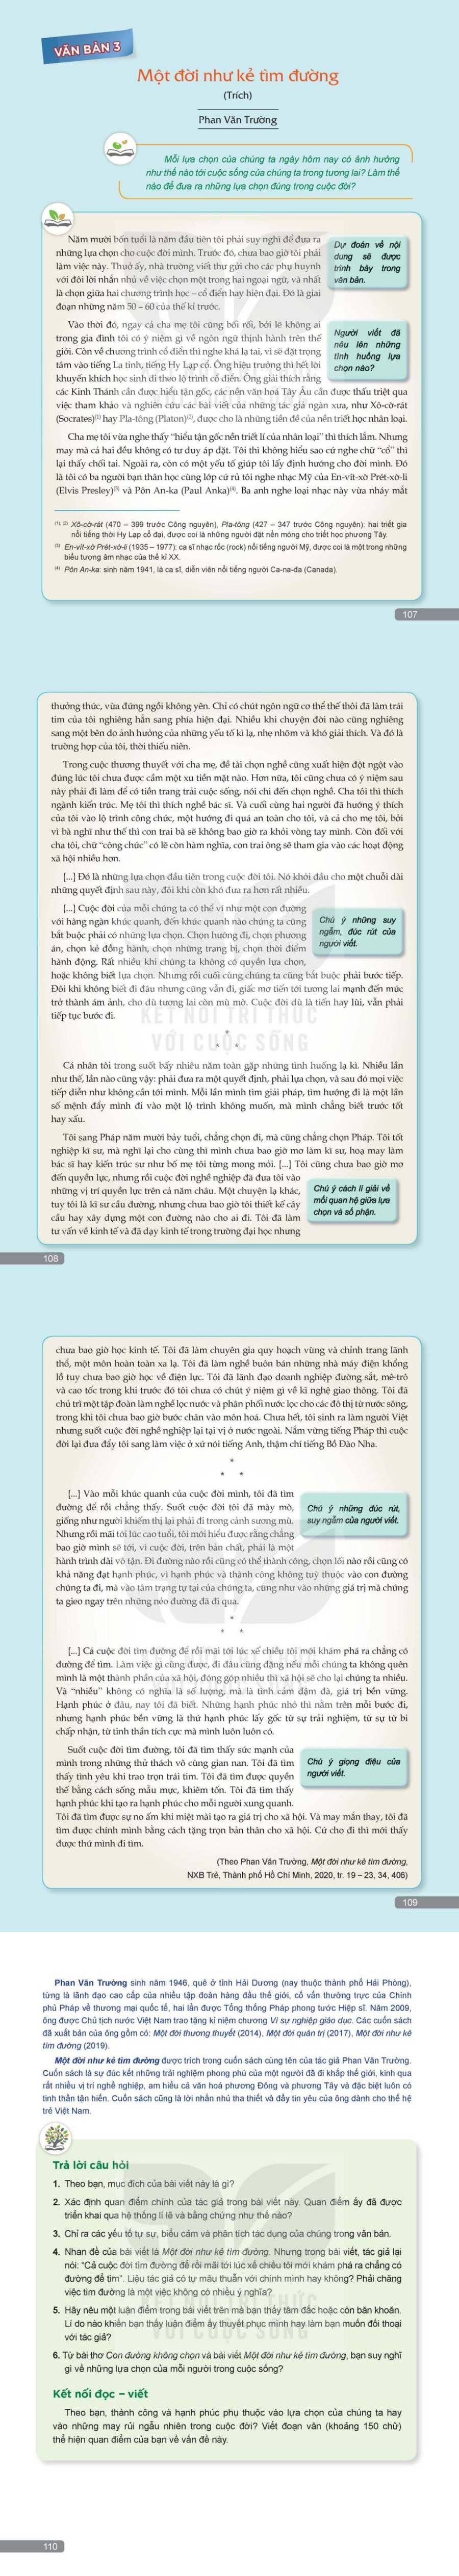 VĂN BẢN 3
Một đời như kẻ tìm đường
(Trích)
Phan Văn Trường
Mỗi lựa chọn của chúng ta ngày hôm nay có ảnh hưởng
như thế nào tới cuộc sống của chúng ta trong tương lai? Làm thế
nào để đưa ra những lựa chọn đúng trong cuộc đời?
Năm mười bốn tuổi là năm đầu tiên tôi phải suy nghĩ để đưa ra
những lựa chọn cho cuộc đời mình. Trước đó, chưa bao giờ tôi phải
làm việc này. Thuở ấy, nhà trường viết thư gửi cho các phụ huynh
với đôi lời nhắn nhủ về việc chọn một trong hai ngoại ngữ, và nhất
là chọn giữa hai chương trình học – cổ điển hay hiện đại. Đó là giai
đoạn những năm 50 – 60 của thế kỉ trước.
Dự đoán về nội
dung sẽ được
trình bày trong
văn bản.
Vào thời đó, ngay cả cha mẹ tôi cũng bối rối, bởi lẽ không ai
trong gia đình tôi có ý niệm gì về ngôn ngữ thịnh hành trên thế
giới. Còn về chương trình cổ điển thì nghe khá lạ tai, vì sẽ đặt trọng
tâm vào tiếng La tinh, tiếng Hy Lạp cổ. Ông hiệu trưởng thì hết lời
khuyến khích học sinh đi theo lộ trình cổ điển. Ông giải thích rằng
các Kinh Thánh cần được hiểu tận gốc, các nền văn hoá Âu cần được thấu triệt qua
việc tham khảo và nghiên cứu các bài viết của những tác giả ngàn xưa, như Xô-cơ-rát
(Socrates)⁽¹⁾ hay Pla-tông (Platon)⁽²⁾, được cho là những tiền đề của nền triết học nhân loại.
Người viết đã
nêu lên những
tình huống lựa
chọn nào?
Cha mẹ tôi vừa nghe thấy “hiểu tận gốc nền triết lí của nhân loại” thì thích lắm. Nhưng
may mà cả hai đều không có tư duy áp đặt. Tôi thì không hiểu sao cứ nghe chữ “cổ” thì
lại thấy chối tai. Ngoài ra, còn có một yếu tố giúp tôi lấy định hướng cho đời mình. Đó
là tôi có ba người bạn thân học cùng lớp cứ rủ tôi nghe nhạc Mỹ của En-vít-xờ Prét-xờ-li
(Elvis Presley)⁽³⁾ và Pôn An-ka (Paul Anka)⁽⁴⁾. Ba anh nghe loại nhạc này vừa nháy mắt
⁽¹⁾, ⁽²⁾ Xô-cơ-rát (470 – 399 trước Công nguyên), Pla-tông (427 – 347 trước Công nguyên): hai triết gia
nổi tiếng thời Hy Lạp cổ đại, được coi là những người đặt nền móng cho triết học phương Tây.
⁽³⁾ En-vít-xờ Prét-xờ-li (1935 – 1977): ca sĩ nhạc rốc (rock) nổi tiếng người Mỹ, được coi là một trong những
biểu tượng âm nhạc của thế kỉ XX.
⁽⁴⁾ Pôn An-ka: sinh năm 1941, là ca sĩ, diễn viên nổi tiếng người Ca-na-đa (Canada).
107
thưởng thức, vừa đứng ngồi không yên. Chỉ có chút ngôn ngữ cơ thể thế thôi đã làm trái
tim của tôi nghiêng hẳn sang phía hiện đại. Nhiều khi chuyện đời nào cũng nghiêng
sang một bên do ảnh hưởng của những yếu tố kì lạ, nhẹ nhõm và khó giải thích. Và đó là
trường hợp của tôi, thời thiếu niên.
Trong cuộc thương thuyết với cha mẹ, đề tài chọn nghề cũng xuất hiện đột ngột vào
đúng lúc tôi chưa được cầm một xu tiền mặt nào. Hơn nữa, tôi cũng chưa có ý niệm sau
này phải đi làm để có tiền trang trải cuộc sống, nói chi đến chọn nghề. Cha tôi thì thích
ngành kiến trúc. Mẹ tôi thì thích nghề bác sĩ. Và cuối cùng hai người đã hướng ý thích
của tôi vào lộ trình công chức, một hướng đi quá an toàn cho tôi, và cả cho mẹ tôi, bởi
vì bà nghĩ như thế thì con trai bà sẽ không bao giờ ra khỏi vòng tay mình. Còn đối với
cha tôi, chữ “công chức” có lẽ còn hàm nghĩa, con trai ông sẽ tham gia vào các hoạt động
xã hội nhiều hơn.
[...] Đó là những lựa chọn đầu tiên trong cuộc đời tôi. Nó khởi đầu cho một chuỗi dài
những quyết định sau này, đôi khi còn khó đưa ra hơn rất nhiều.
[...] Cuộc đời của mỗi chúng ta có thể ví như một con đường
với hàng ngàn khúc quanh, đến khúc quanh nào chúng ta cũng
bắt buộc phải có những lựa chọn. Chọn hướng đi, chọn phương
án, chọn kẻ đồng hành, chọn những trang bị, chọn thời điểm
hành động. Rất nhiều khi chúng ta không có quyền lựa chọn,
hoặc không biết lựa chọn. Nhưng rồi cuối cùng chúng ta cũng bắt buộc phải bước tiếp.
Đôi khi không biết đi đâu nhưng cũng vẫn đi, giấc mơ tiến tới tương lai mạnh đến mức
trở thành ám ảnh, cho dù tương lai còn mù mờ. Cuộc đời dù là tiến hay lùi, vẫn phải
tiếp tục bước đi.
Chú ý những suy
ngẫm, đúc rút của
người viết.
*
* *
Cá nhân tôi trong suốt bấy nhiêu năm toàn gặp những tình huống lạ kì. Nhiều lần
như thế, lần nào cũng vậy: phải đưa ra một quyết định, phải lựa chọn, và sau đó mọi việc
tiếp diễn như không cần tới mình. Mỗi lần mình tìm giải pháp, tìm hướng đi là một lần
số mệnh đẩy mình đi vào một lộ trình không muốn, mà mình chẳng biết trước tốt
hay xấu.
Tôi sang Pháp năm mười bảy tuổi, chẳng chọn đi, mà cũng chẳng chọn Pháp. Tôi tốt
nghiệp kĩ sư, mà nghĩ lại cho cùng thì mình chưa bao giờ mơ làm kĩ sư, hoạ may làm
bác sĩ hay kiến trúc sư như bố mẹ tôi từng mong mỏi. [...] Tôi cũng chưa bao giờ mơ
đến quyền lực, nhưng rồi cuộc đời nghề nghiệp đã đưa tôi vào
những vị trí quyền lực trên cả năm châu. Một chuyện lạ khác,
tuy tôi là kĩ sư cầu đường, nhưng chưa bao giờ tôi thiết kế cây
cầu hay xây dựng một con đường nào cho ai đi. Tôi đã làm
tư vấn về kinh tế và đã dạy kinh tế trong trường đại học nhưng
Chú ý cách lí giải về
mối quan hệ giữa lựa
chọn và số phận.
108
chưa bao giờ học kinh tế. Tôi đã làm chuyên gia quy hoạch vùng và chỉnh trang lãnh
thổ, một môn hoàn toàn xa lạ. Tôi đã làm nghề buôn bán những nhà máy điện khổng
lồ tuy chưa bao giờ học về điện lực. Tôi đã lãnh đạo doanh nghiệp đường sắt, mê-trô
và cao tốc trong khi trước đó tôi chưa có chút ý niệm gì về kĩ nghệ giao thông. Tôi đã
chủ trì một tập đoàn làm nghề lọc nước và phân phối nước lọc cho các đô thị từ nước sông,
trong khi tôi chưa bao giờ bước chân vào môn hoá. Chưa hết, tôi sinh ra làm người Việt
nhưng suốt cuộc đời nghề nghiệp lại tại vị ở nước ngoài. Nắm vững tiếng Pháp thì cuộc
đời lại đưa đẩy tôi sang làm việc ở xứ nói tiếng Anh, thậm chí tiếng Bồ Đào Nha.
*
* *
[...] Vào mỗi khúc quanh của cuộc đời mình, tôi đã tìm
đường để rồi chẳng thấy. Suốt cuộc đời tôi đã mày mò,
giống như người khiếm thị lại phải đi trong cảnh sương mù.
Nhưng rồi mãi tới lúc cao tuổi, tôi mới hiểu được rằng chẳng
bao giờ mình sẽ tới, vì cuộc đời, trên bản chất, phải là một
hành trình dài vô tận. Đi đường nào rồi cũng có thể thành công, chọn lối nào rồi cũng có
khả năng đạt hạnh phúc, vì hạnh phúc và thành công không tuỳ thuộc vào con đường
chúng ta đi, mà vào tâm trạng tự tại của chúng ta, cũng như vào những giá trị mà chúng
ta gieo ngay trên những nẻo đường đã đi qua.
Chú ý những đúc rút,
suy ngẫm của người viết.
*
* *
[...] Cả cuộc đời tìm đường để rồi mãi tới lúc xế chiều tôi mới khám phá ra chẳng có
đường để tìm. Làm việc gì cũng được, đi đâu cũng đặng nếu mỗi chúng ta không quên
mình là một thành phần của xã hội, đóng góp nhiều thì xã hội sẽ cho lại chúng ta nhiều.
Và “nhiều” không có nghĩa là số lượng, mà là tình cảm đậm đà, giá trị bền vững.
Hạnh phúc ở đâu, nay tôi đã biết. Những hạnh phúc nhỏ thì nằm trên mỗi bước đi,
nhưng hạnh phúc bền vững là thứ hạnh phúc lấy gốc từ sự trải nghiệm, từ sự từ bi
chấp nhận, từ tinh thần tích cực mà mình luôn luôn có.
Suốt cuộc đời tìm đường, tôi đã tìm thấy sức mạnh của
mình trong những thử thách vô cùng gian nan. Tôi đã tìm
thấy tình yêu khi trao trọn trái tim. Tôi đã tìm được quyền
thế bằng cách sống mẫu mực, khiêm tốn. Tôi đã tìm thấy
hạnh phúc khi tạo ra hạnh phúc cho mỗi người xung quanh.
Tôi đã tìm được sự no ấm khi miệt mài tạo ra giá trị cho xã hội. Và may mắn thay, tôi đã
tìm được chính mình bằng cách tặng trọn bản thân cho xã hội. Cứ cho đi thì mới thấy
được thứ mình đi tìm.
Chú ý giọng điệu của
người viết.
(Theo Phan Văn Trường, Một đời như kẻ tìm đường,
NXB Trẻ, Thành phố Hồ Chí Minh, 2020, tr. 19 – 23, 34, 406)
109
Phan Văn Trường sinh năm 1946, quê ở tỉnh Hải Dương (nay thuộc thành phố Hải Phòng),
từng là lãnh đạo cao cấp của nhiều tập đoàn hàng đầu thế giới, cố vấn thường trực của Chính
phủ Pháp về thương mại quốc tế, hai lần được Tổng thống Pháp phong tước Hiệp sĩ. Năm 2009,
ông được Chủ tịch nước Việt Nam trao tặng kỉ niệm chương Vì sự nghiệp giáo dục. Các cuốn sách
đã xuất bản của ông gồm có: Một đời thương thuyết (2014), Một đời quản trị (2017), Một đời như kẻ
tìm đường (2019).
Một đời như kẻ tìm đường được trích trong cuốn sách cùng tên của tác giả Phan Văn Trường.
Cuốn sách là sự đúc kết những trải nghiệm phong phú của một người đã đi khắp thế giới, kinh qua
rất nhiều vị trí nghề nghiệp, am hiểu cả văn hoá phương Đông và phương Tây và đặc biệt luôn có
tinh thần tận hiến. Cuốn sách cũng là lời nhắn nhủ tha thiết và đầy tin yêu của ông dành cho thế hệ
trẻ Việt Nam.
Trả lời câu hỏi
1. Theo bạn, mục đích của bài viết này là gì?
2. Xác định quan điểm chính của tác giả trong bài viết này. Quan điểm ấy đã được
triển khai qua hệ thống lí lẽ và bằng chứng như thế nào?
3. Chỉ ra các yếu tố tự sự, biểu cảm và phân tích tác dụng của chúng trong văn bản.
4. Nhan đề của bài viết là Một đời như kẻ tìm đường. Nhưng trong bài viết, tác giả lại
nói: “Cả cuộc đời tìm đường để rồi mãi tới lúc xế chiều tôi mới khám phá ra chẳng có
đường để tìm”. Liệu tác giả có tự mâu thuẫn với chính mình hay không? Phải chăng
việc tìm đường là một việc không có nhiều ý nghĩa?
5. Hãy nêu một luận điểm trong bài viết trên mà bạn thấy tâm đắc hoặc còn băn khoăn.
Lí do nào khiến bạn thấy luận điểm ấy thuyết phục mình hay làm bạn muốn đối thoại
với tác giả?
6. Từ bài thơ Con đường không chọn và bài viết Một đời như kẻ tìm đường, bạn suy nghĩ
gì về những lựa chọn của mỗi người trong cuộc sống?
Kết nối đọc – viết
Theo bạn, thành công và hạnh phúc phụ thuộc vào lựa chọn của chúng ta hay
vào những may rủi ngẫu nhiên trong cuộc đời? Viết đoạn văn (khoảng 150 chữ)
thể hiện quan điểm của bạn về vấn đề này.
110